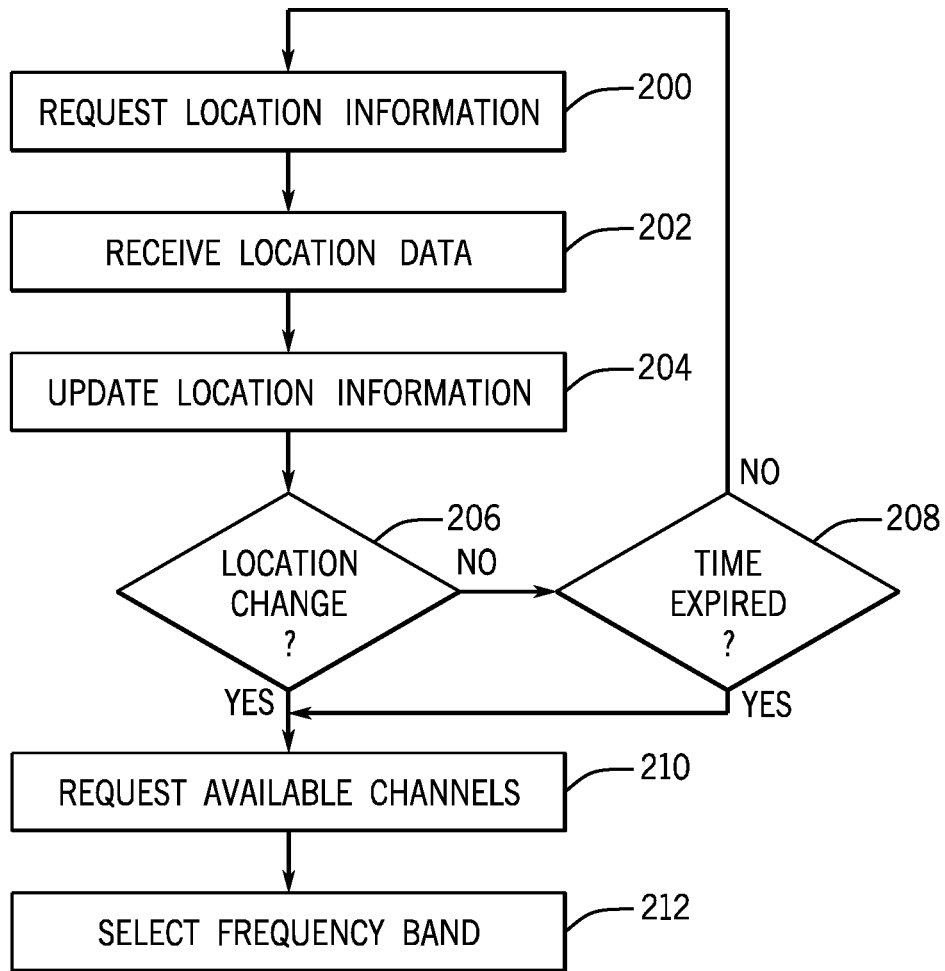 REQUEST LOCATION INFORMATION
200
RECEIVE LOCATION DATA
202
UPDATE LOCATION INFORMATION
204
NO
206
208
LOCATION
CHANGE
?
NO
TIME
EXPIRED
?
YES
YES
REQUEST AVAILABLE CHANNELS
210
SELECT FREQUENCY BAND
212